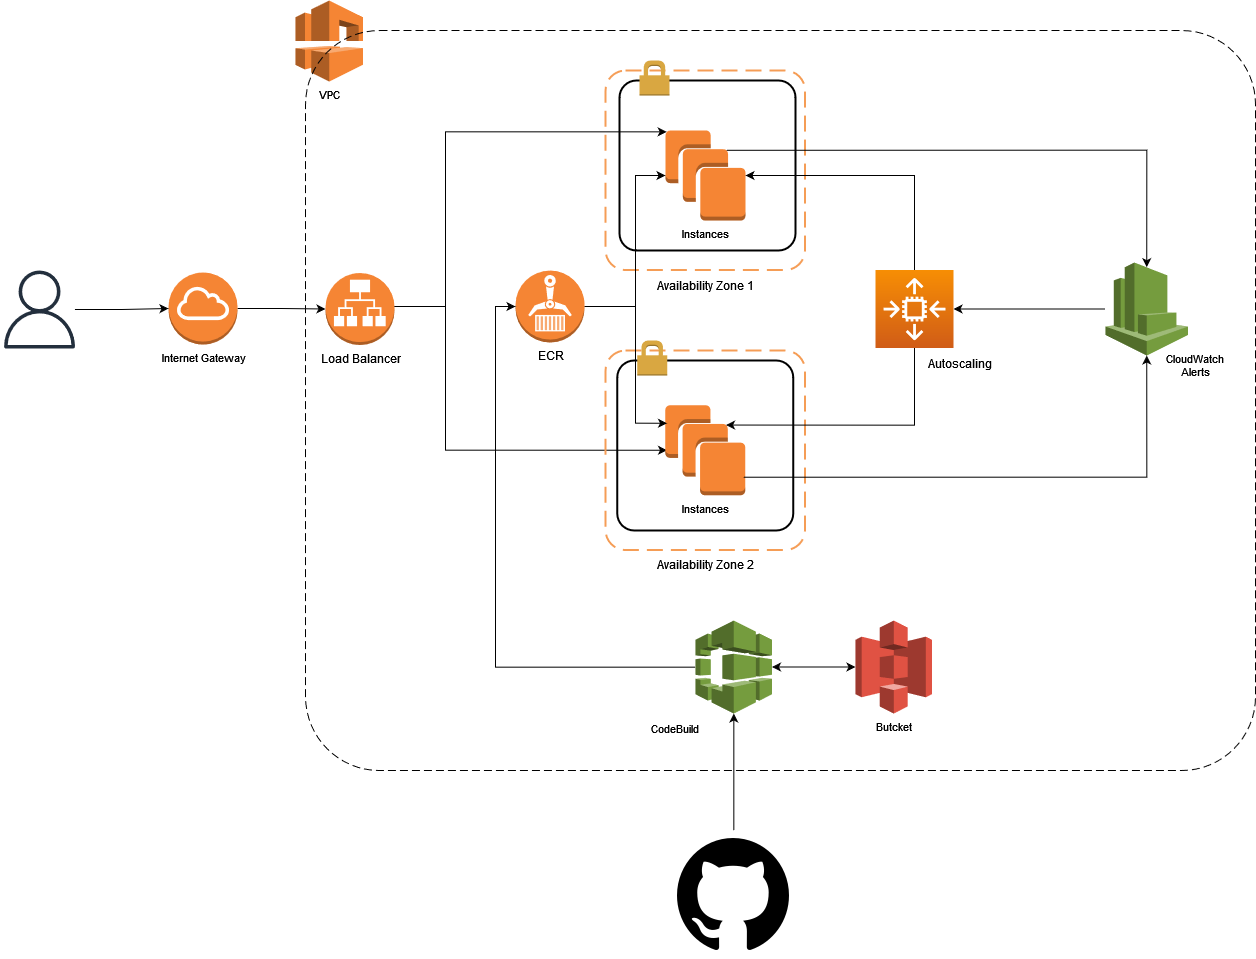 VPC
Instances
Availability Zone 1
Internet Gateway
Load Balancer
ECR
Autoscaling
CloudWatch
Alerts
Instances
Availability Zone 2
CodeBuild
Butcket